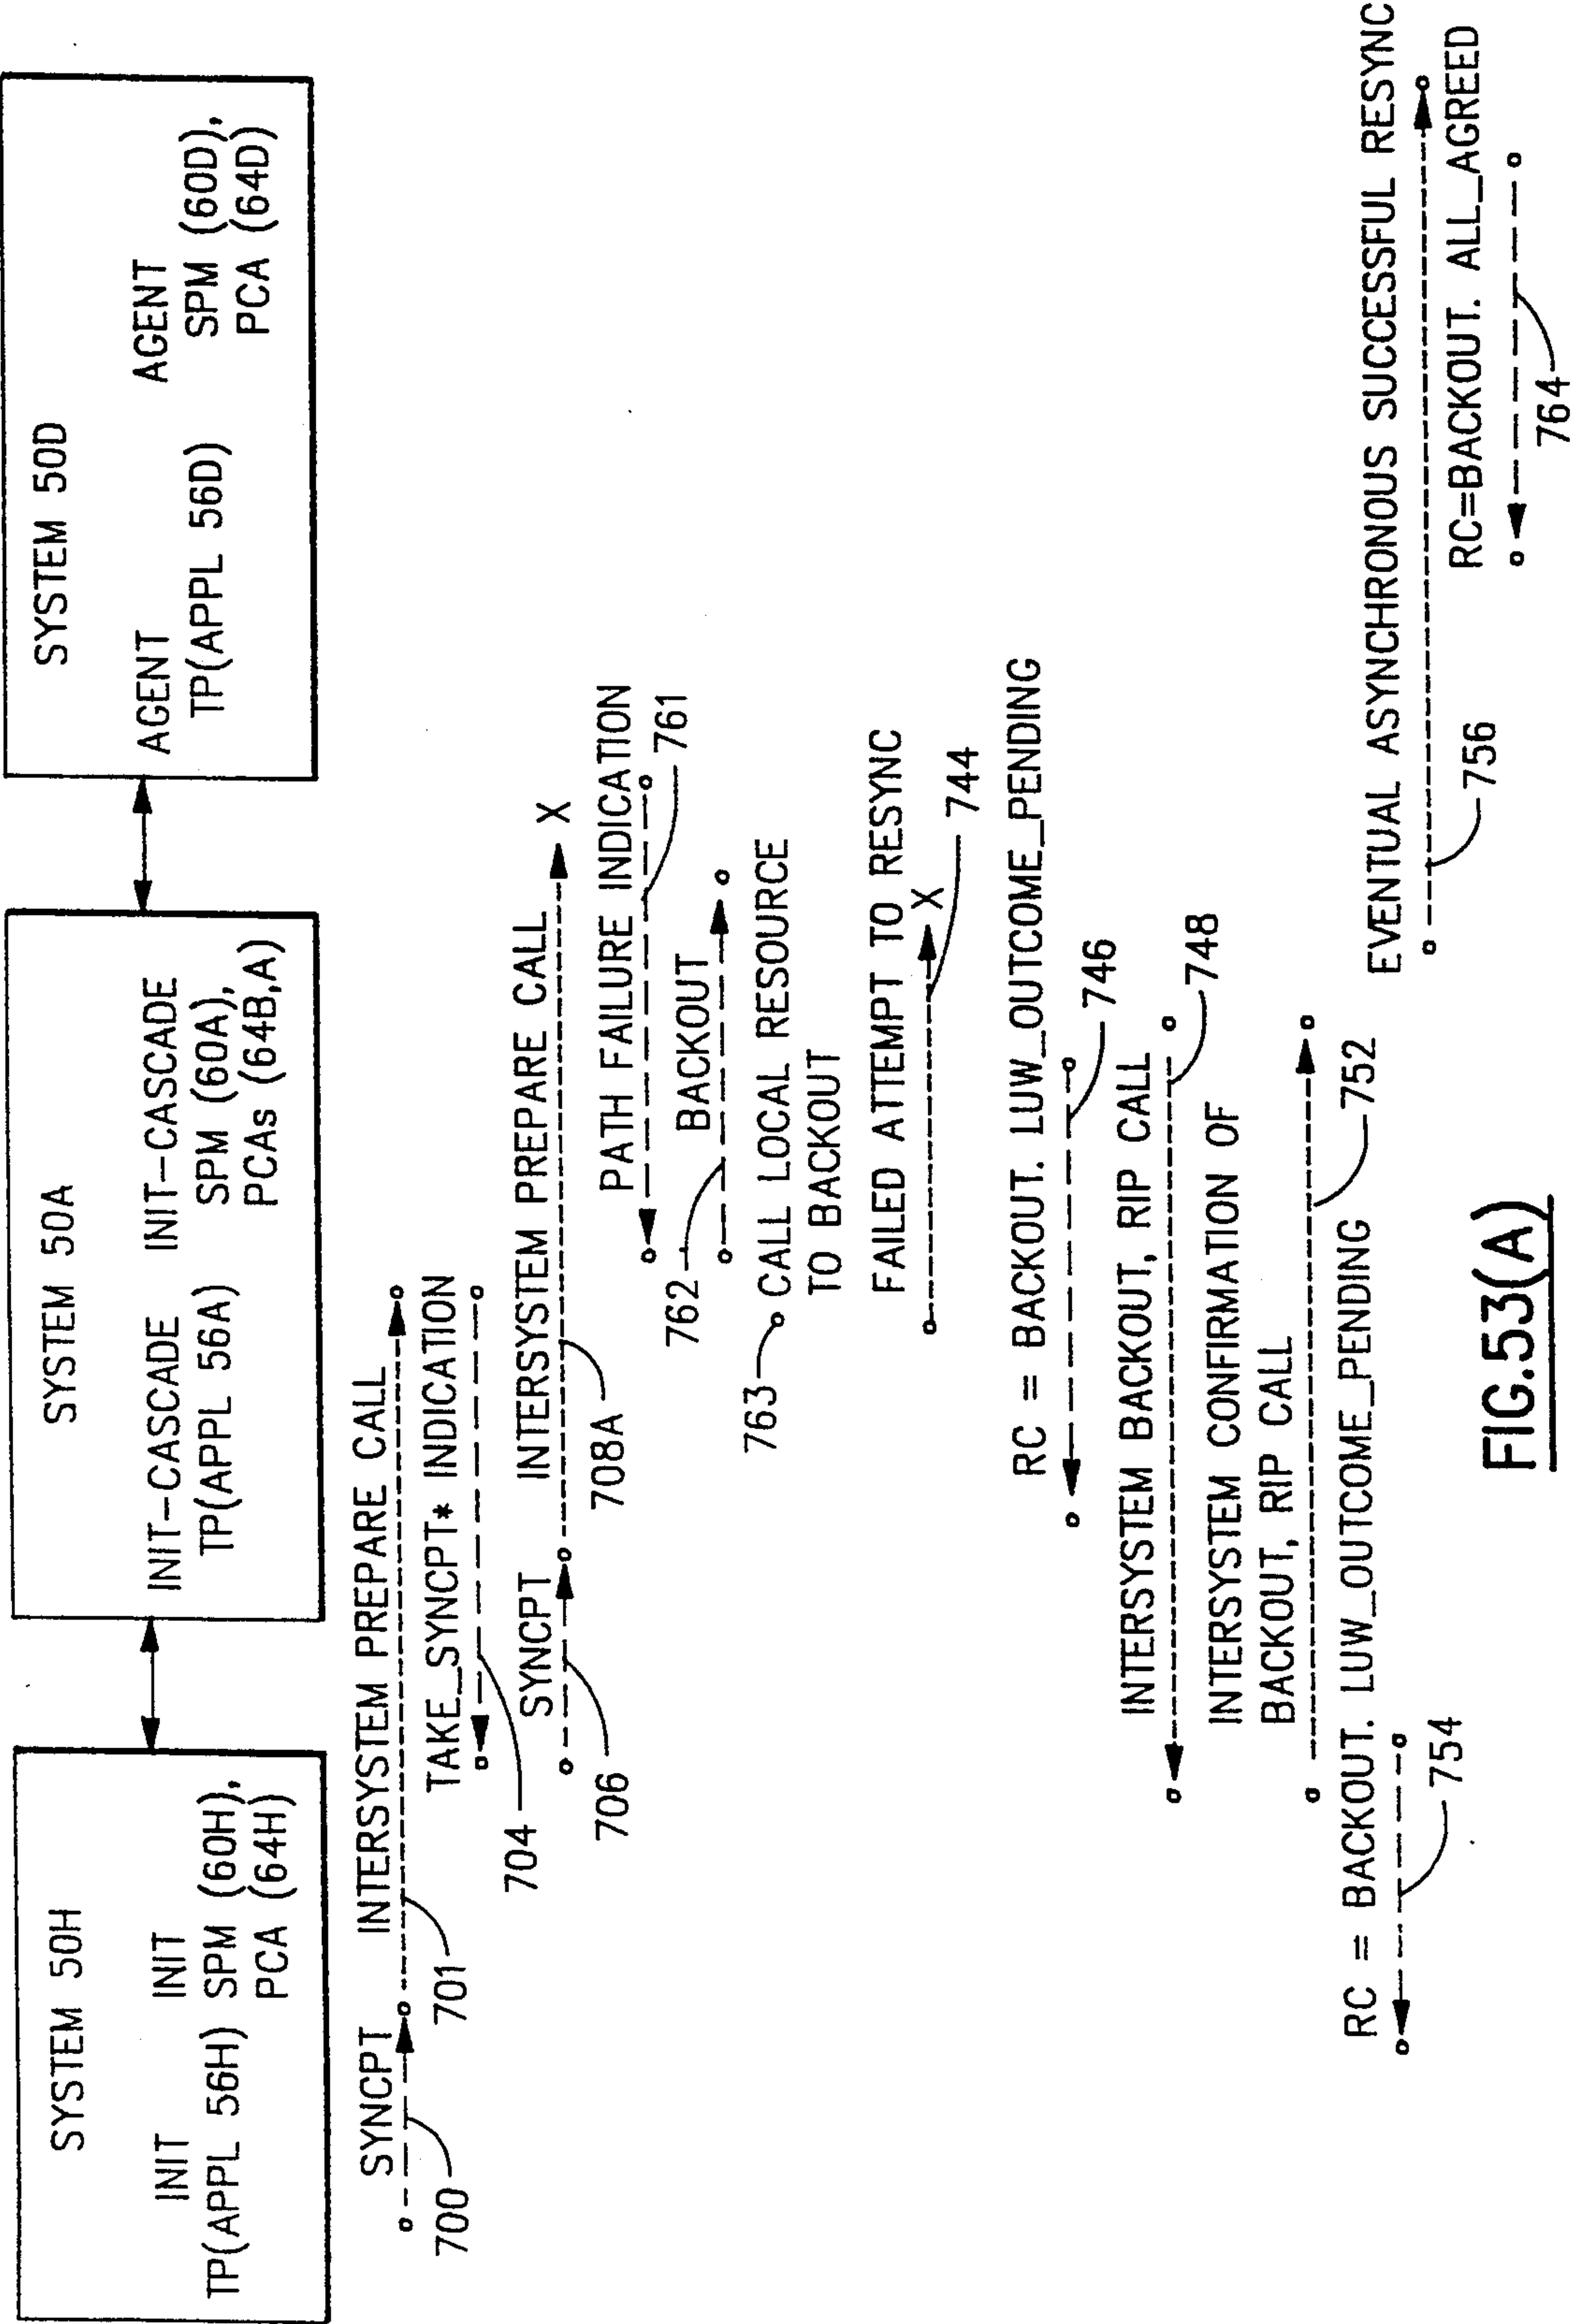 SYSTEM 50H
INIT INIT
TP(APPL 56H) SPM (60H),
PCA (64H)
SYSTEM 50A
INIT-CASCADE INIT-CASCADE
TP(APPL 56A) SPM (60A),
PCAs (64B,A)
SYSTEM 50D
AGENT AGENT
TP(APPL 56D) SPM (60D),
PCA (64D)
SYNCPT INTERSYSTEM PREPARE CALL
700 701
TAKE_SYNCPT* INDICATION
704
SYNCPT INTERSYSTEM PREPARE CALL X
706 708A
PATH FAILURE INDICATION
761
BACKOUT
762
763 CALL LOCAL RESOURCE
TO BACKOUT
FAILED ATTEMPT TO RESYNC
X
744
RC = BACKOUT. LUW_OUTCOME_PENDING
746
INTERSYSTEM BACKOUT, RIP CALL
748
INTERSYSTEM CONFIRMATION OF
BACKOUT, RIP CALL
752
RC = BACKOUT. LUW_OUTCOME_PENDING
754
EVENTUAL ASYNCHRONOUS SUCCESSFUL RESYNC
756
RC=BACKOUT. ALL_AGREED
764
FIG.53(A)